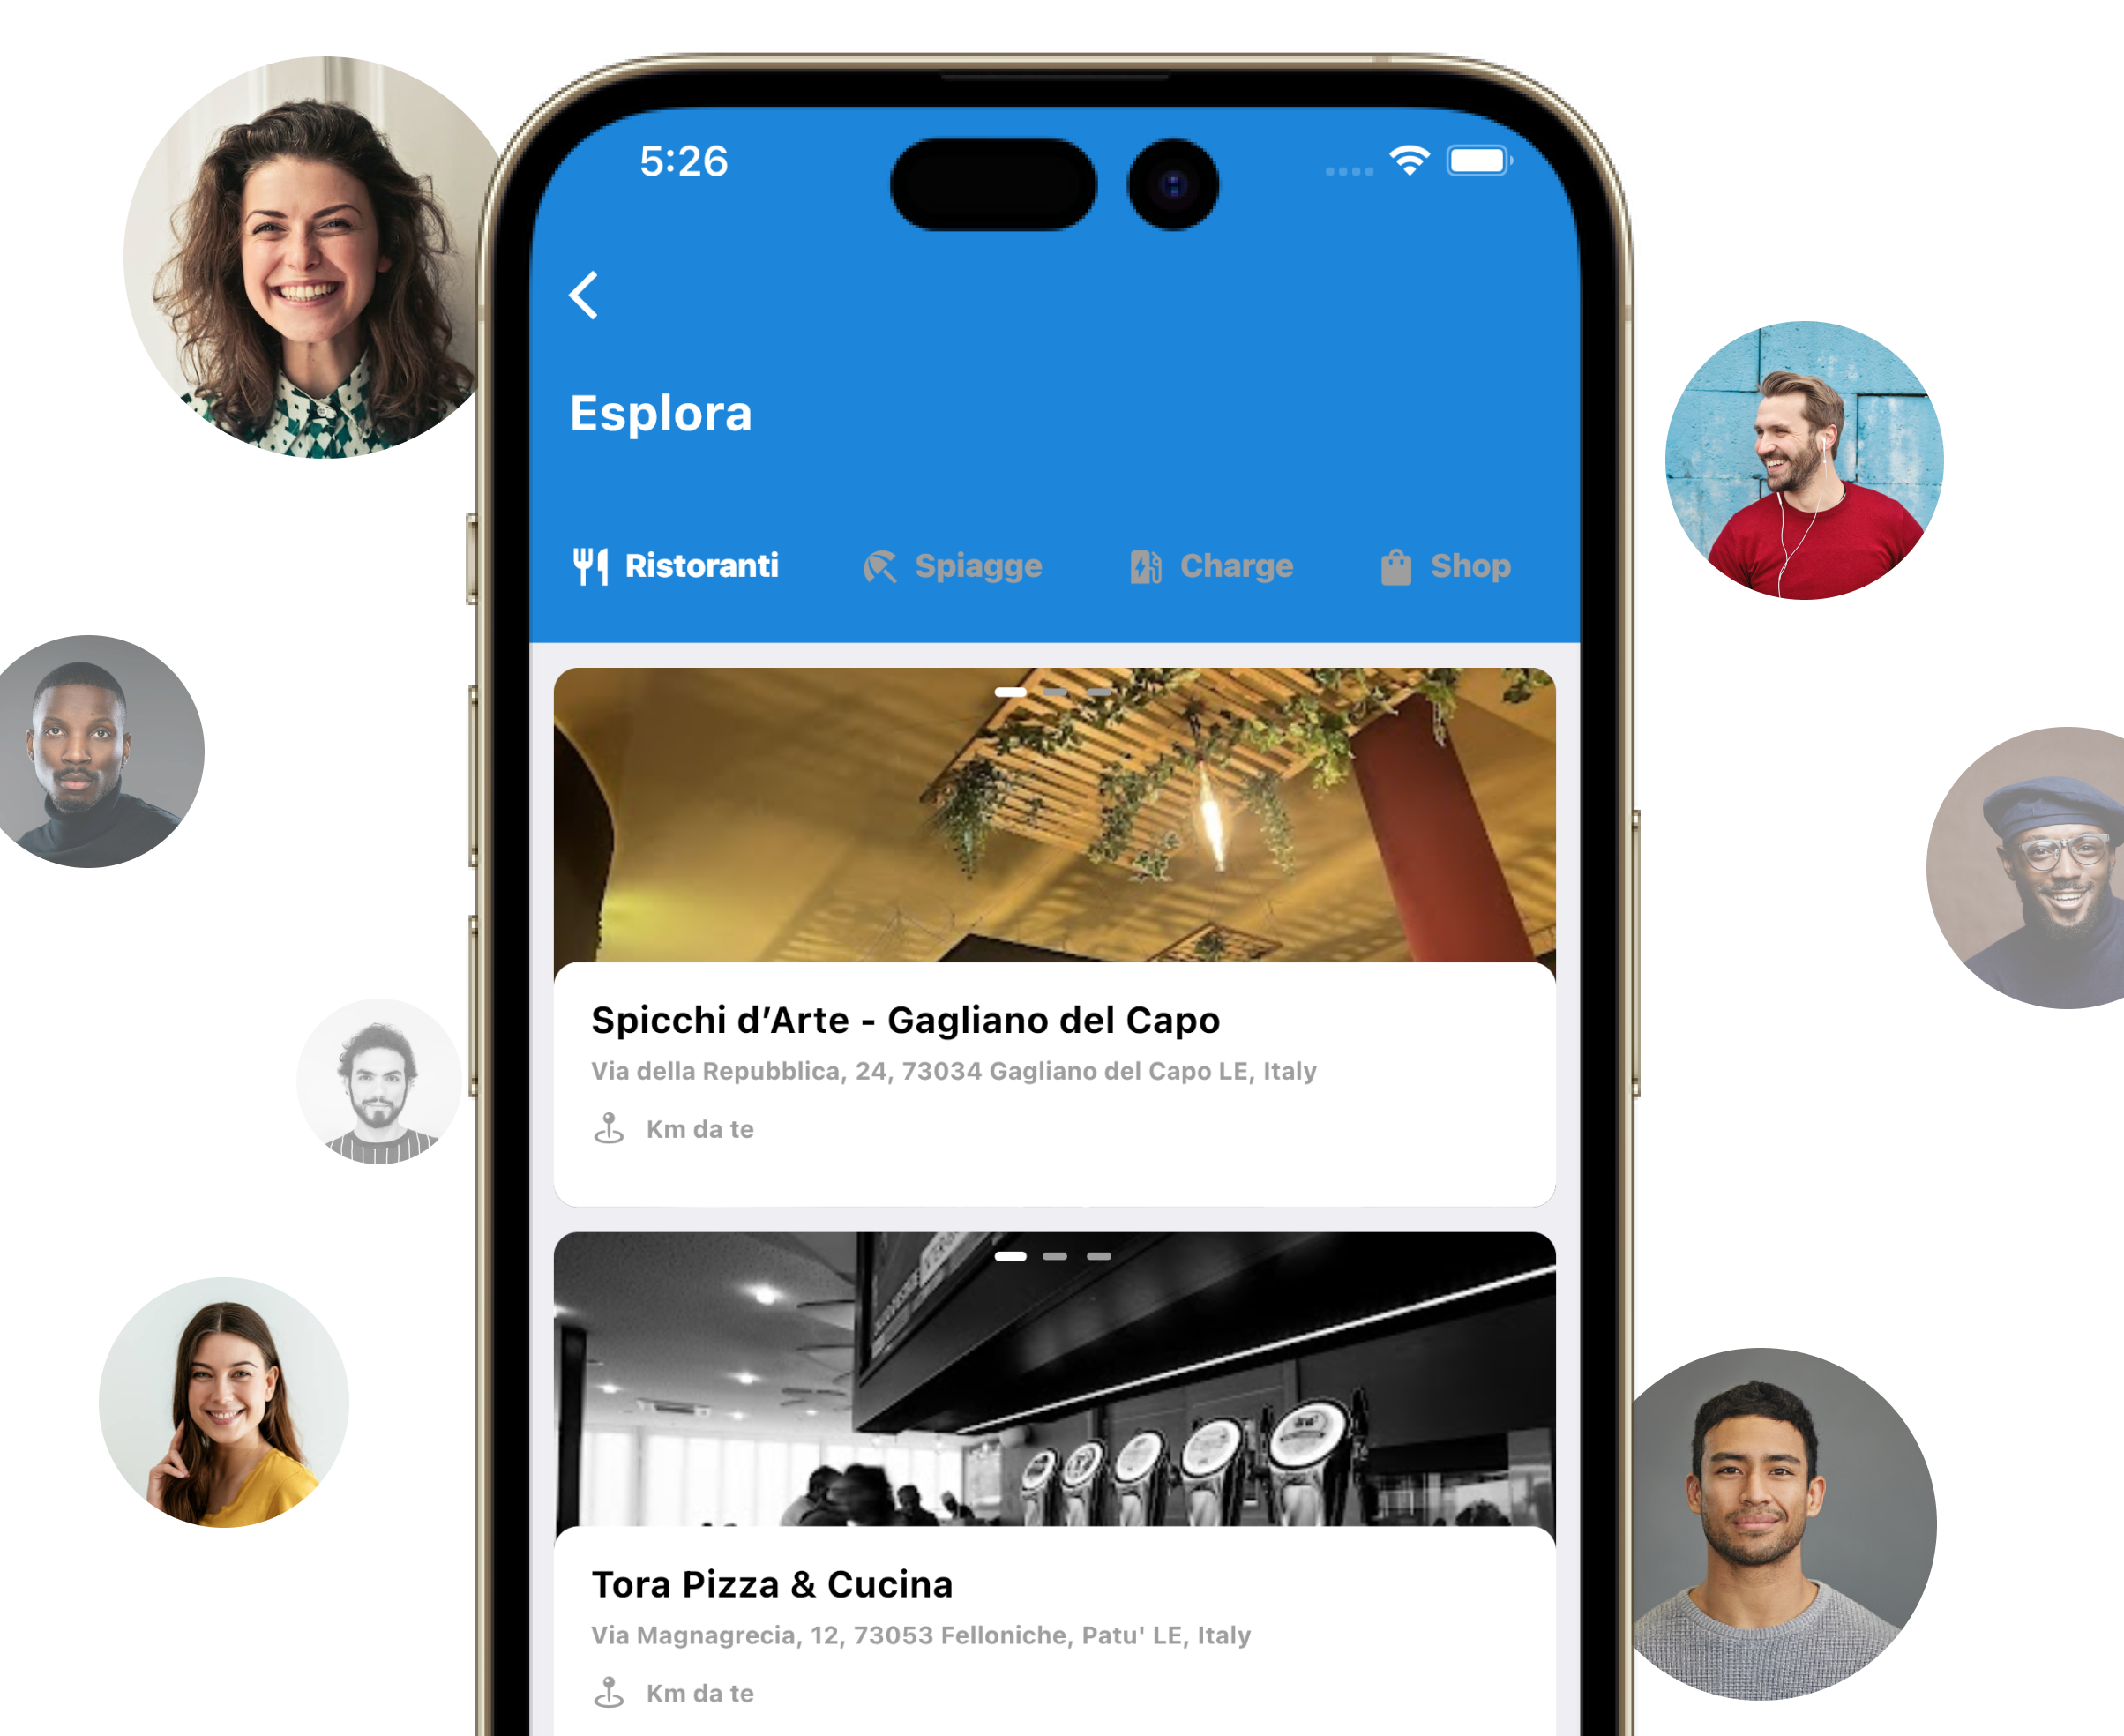 5:26
Esplora
Ristoranti Spiagge Charge Shop
Spicchi d’Arte - Gagliano del Capo
Via della Repubblica, 24, 73034 Gagliano del Capo LE, Italy
Km da te
Tora Pizza & Cucina
Via Magnagrecia, 12, 73053 Felloniche, Patu' LE, Italy
Km da te